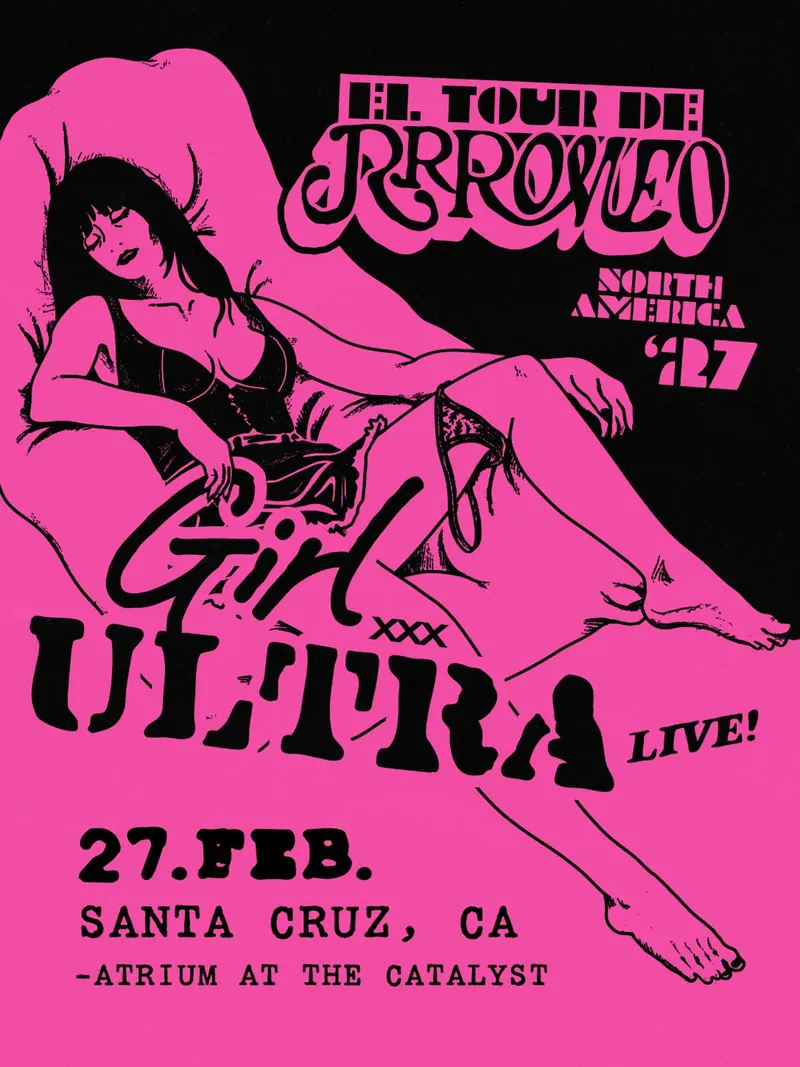 EL TOUR DE
RRROMEO
NORTH
AMERICA
'27
Girl
XXX
ULTRA
LIVE!
27.FEB.
SANTA CRUZ, CA
-ATRIUM AT THE CATALYST